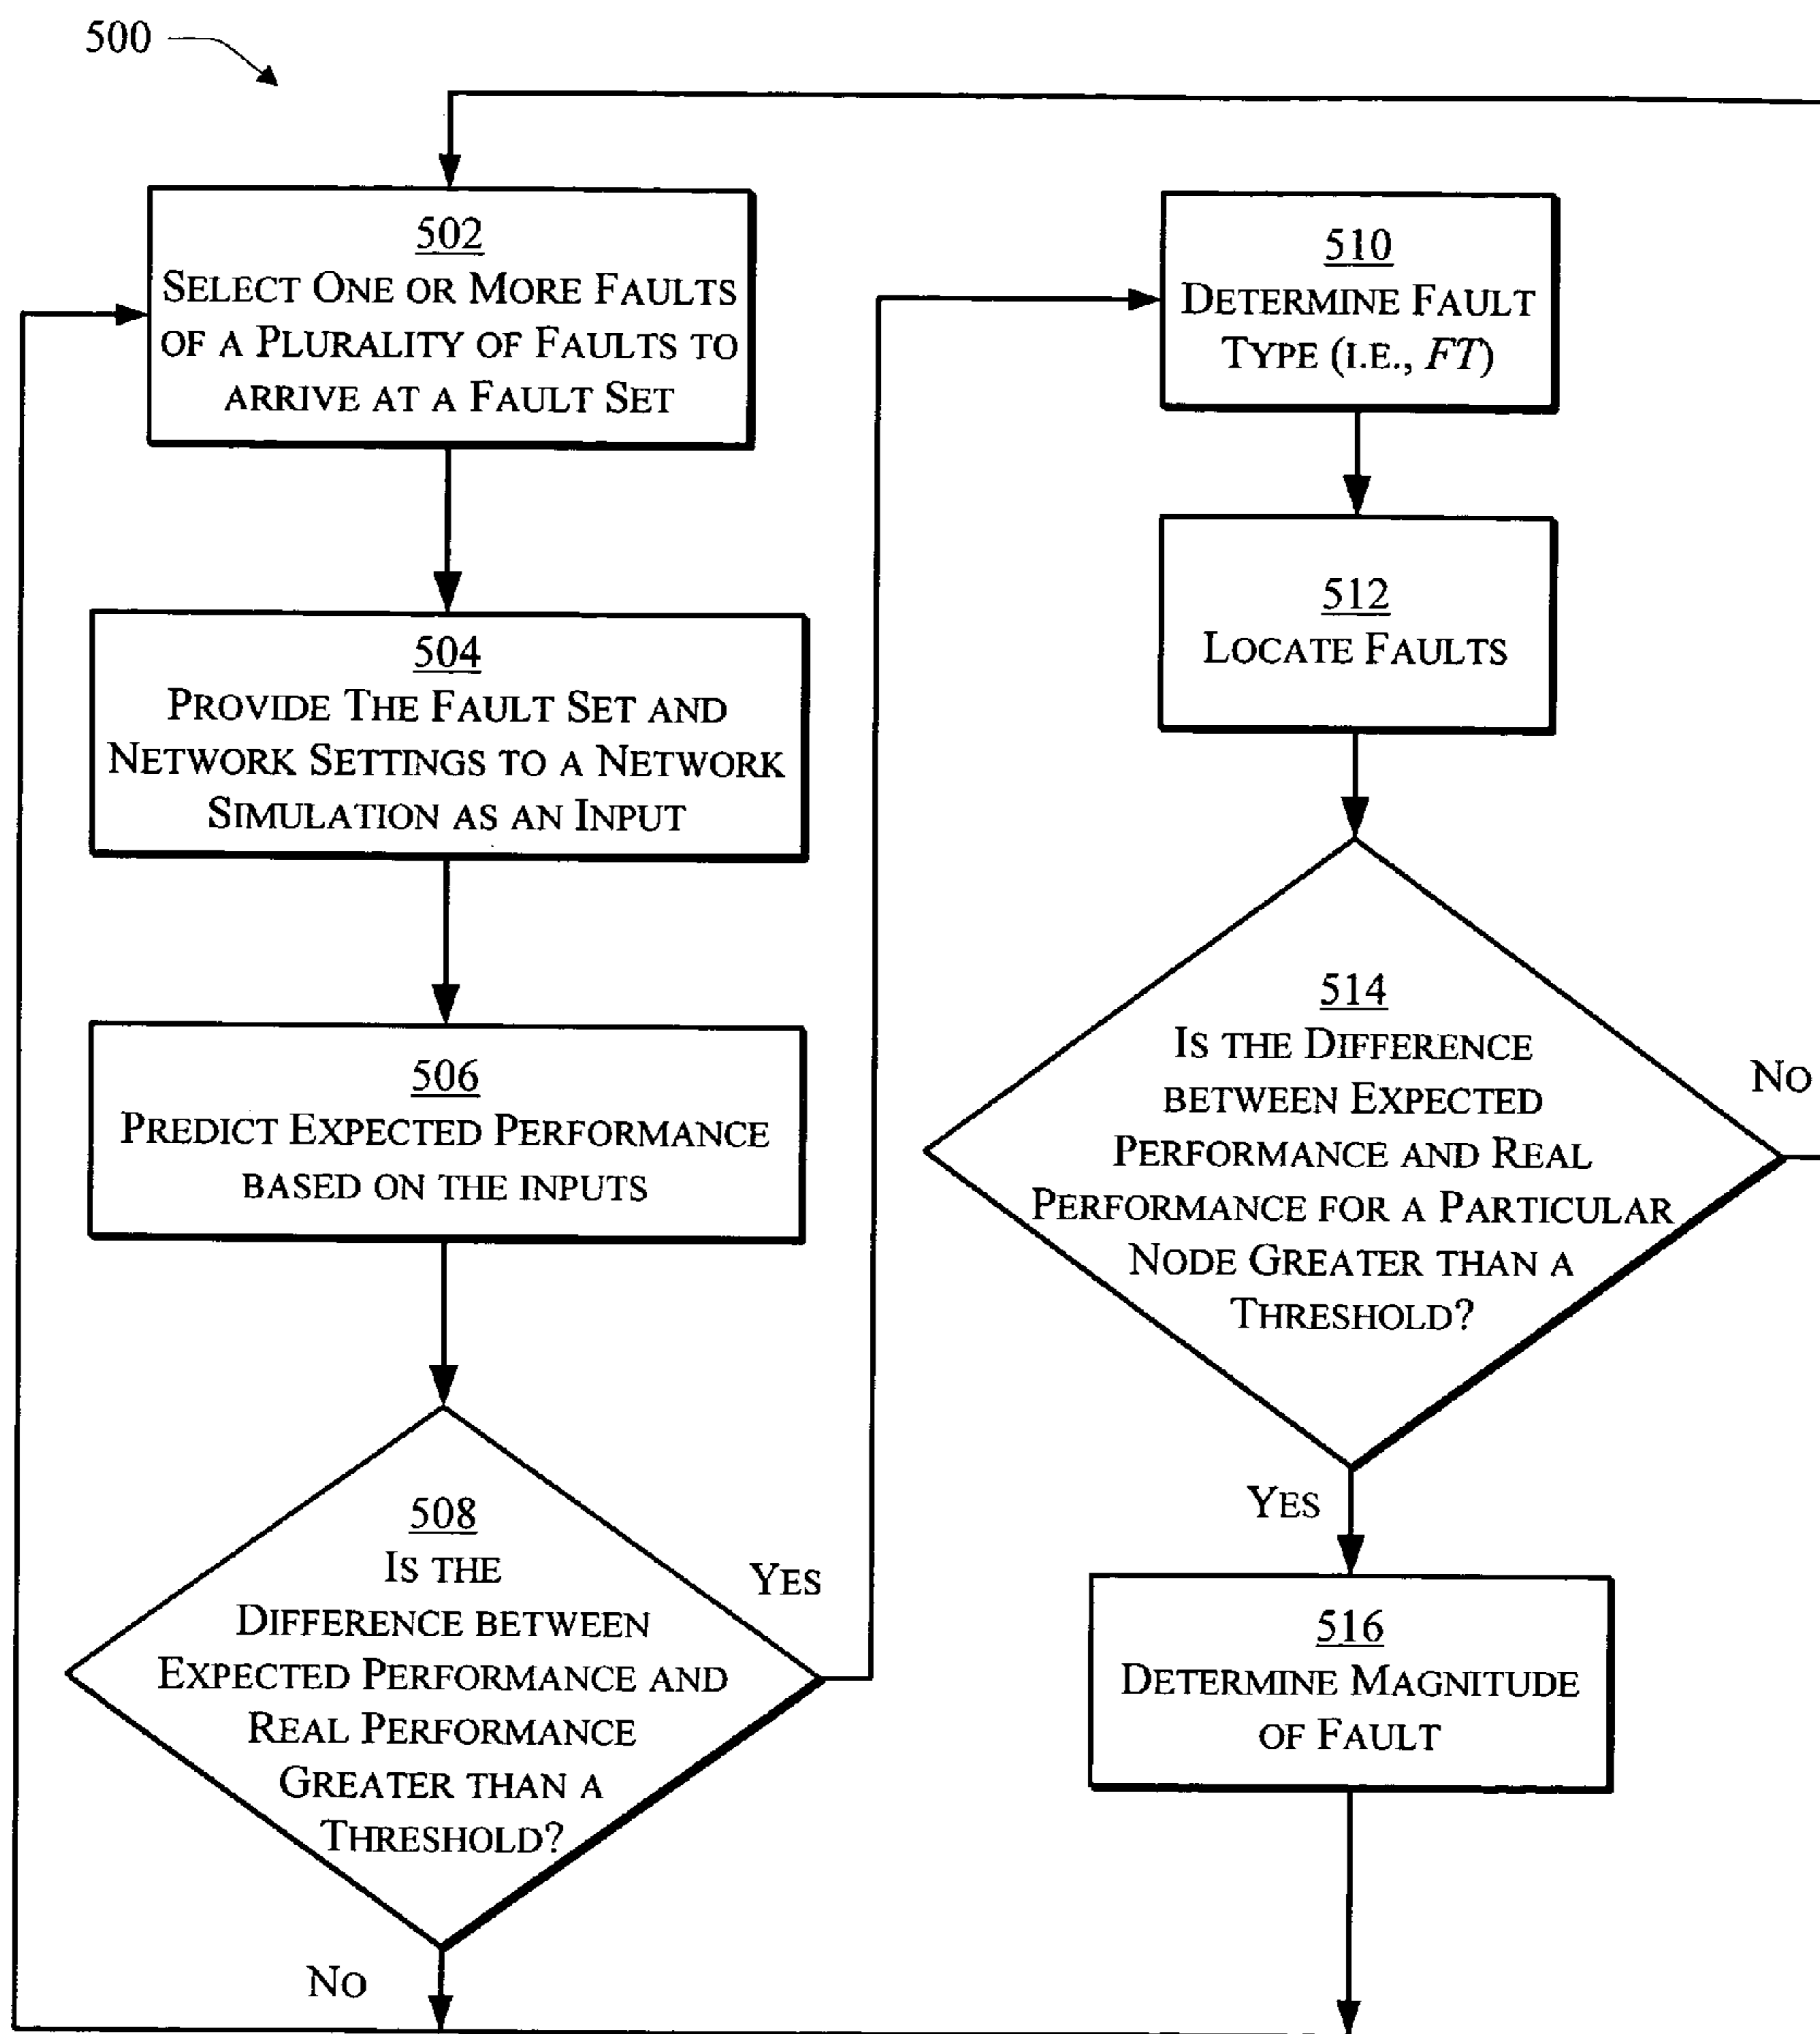 500
502
SELECT ONE OR MORE FAULTS
OF A PLURALITY OF FAULTS TO
ARRIVE AT A FAULT SET
504
PROVIDE THE FAULT SET AND
NETWORK SETTINGS TO A NETWORK
SIMULATION AS AN INPUT
506
PREDICT EXPECTED PERFORMANCE
BASED ON THE INPUTS
508
IS THE
DIFFERENCE BETWEEN
EXPECTED PERFORMANCE AND
REAL PERFORMANCE
GREATER THAN A
THRESHOLD?
YES
NO
510
DETERMINE FAULT
TYPE (I.E., FT)
512
LOCATE FAULTS
514
IS THE DIFFERENCE
BETWEEN EXPECTED
PERFORMANCE AND REAL
PERFORMANCE FOR A PARTICULAR
NODE GREATER THAN A
THRESHOLD?
NO
YES
516
DETERMINE MAGNITUDE
OF FAULT